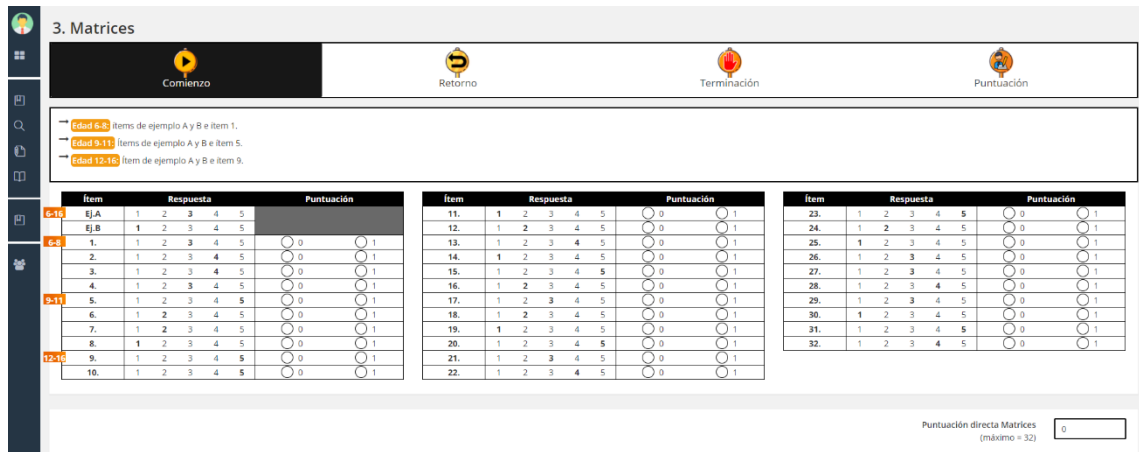 3. Matrices
Comienzo
Retorno
Terminación
Puntuación
→ Edad 6-8: Ítems de ejemplo A y B e ítem 1.
→ Edad 9-11: Ítems de ejemplo A y B e ítem 5.
→ Edad 12-16: Ítem de ejemplo A y B e ítem 9.
Ítem Respuesta Puntuación
6-16 Ej.A 1 2 3 4 5
Ej.B 1 2 3 4 5
6-8 1. 1 2 3 4 5 0 1
2. 1 2 3 4 5 0 1
3. 1 2 3 4 5 0 1
4. 1 2 3 4 5 0 1
9-11 5. 1 2 3 4 5 0 1
6. 1 2 3 4 5 0 1
7. 1 2 3 4 5 0 1
8. 1 2 3 4 5 0 1
12-16 9. 1 2 3 4 5 0 1
10. 1 2 3 4 5 0 1
Ítem Respuesta Puntuación
11. 1 2 3 4 5 0 1
12. 1 2 3 4 5 0 1
13. 1 2 3 4 5 0 1
14. 1 2 3 4 5 0 1
15. 1 2 3 4 5 0 1
16. 1 2 3 4 5 0 1
17. 1 2 3 4 5 0 1
18. 1 2 3 4 5 0 1
19. 1 2 3 4 5 0 1
20. 1 2 3 4 5 0 1
21. 1 2 3 4 5 0 1
22. 1 2 3 4 5 0 1
Ítem Respuesta Puntuación
23. 1 2 3 4 5 0 1
24. 1 2 3 4 5 0 1
25. 1 2 3 4 5 0 1
26. 1 2 3 4 5 0 1
27. 1 2 3 4 5 0 1
28. 1 2 3 4 5 0 1
29. 1 2 3 4 5 0 1
30. 1 2 3 4 5 0 1
31. 1 2 3 4 5 0 1
32. 1 2 3 4 5 0 1
Puntuación directa Matrices 0
(máximo = 32)